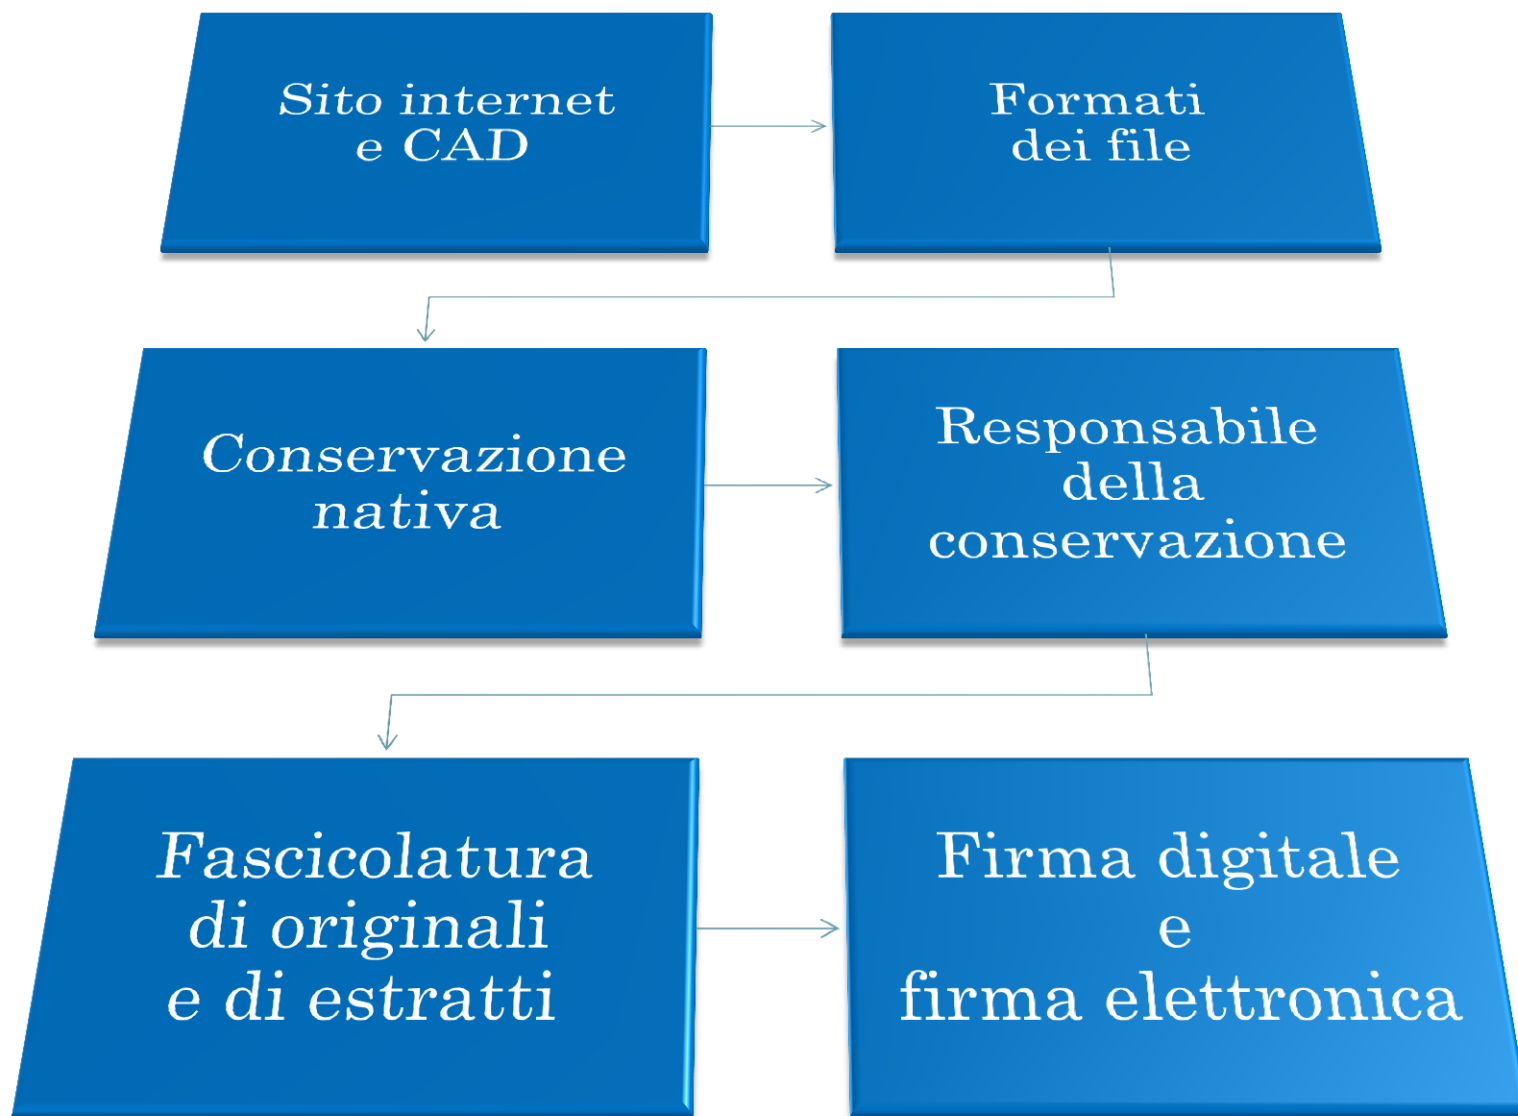 Sito internet
e CAD
Formati
dei file
Conservazione
nativa
Responsabile
della
conservazione
Fascicolatura
di originali
e di estratti
Firma digitale
e
firma elettronica